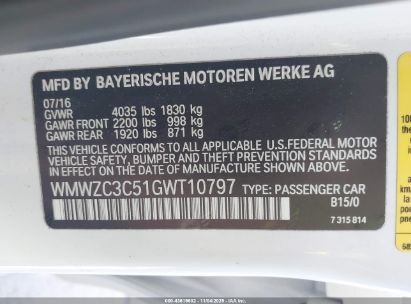 MFD BY BAYERISCHE MOTOREN WERKE AG
07/16
GVWR 4035 lbs 1830 kg
GAWR FRONT 2200 lbs 998 kg
GAWR REAR 1920 lbs 871 kg
THIS VEHICLE CONFORMS TO ALL APPLICABLE U.S.FEDERAL MOTOR
VEHICLE SAFETY, BUMPER, AND THEFT PREVENTION STANDARDS IN
EFFECT ON THE DATE OF MANUFACTURE SHOWN ABOVE.
WMWZC3C51GWT10797 TYPE: PASSENGER CAR
B15/0
7 315 814